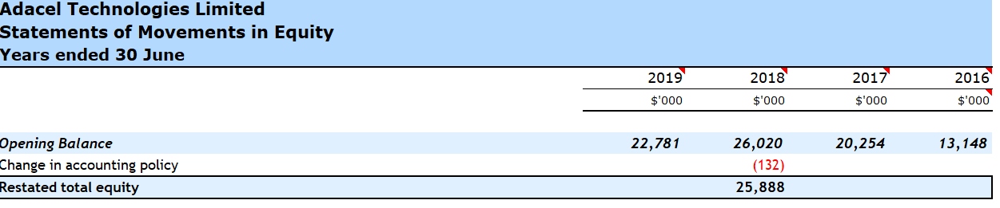 Adacel Technologies Limited
Statements of Movements in Equity
Years ended 30 June
2019 2018 2017 2016
$'000 $'000 $'000 $'000
Opening Balance 22,781 26,020 20,254 13,148
Change in accounting policy (132)
Restated total equity 25,888